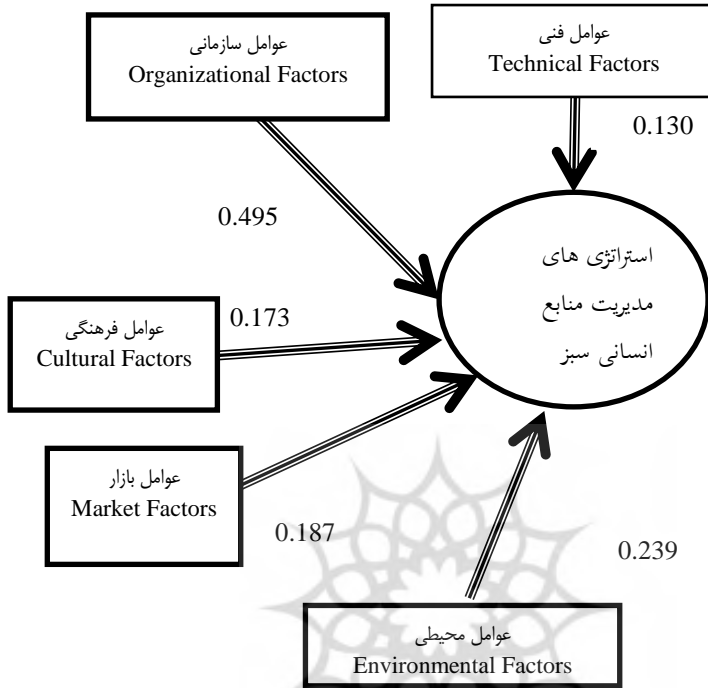 عوامل سازمانی
Organizational Factors
عوامل فنی
Technical Factors
0.130
0.495
استراتژی های
مدیریت منابع
انسانی سبز
عوامل فرهنگی
Cultural Factors
0.173
عوامل بازار
Market Factors
0.187
0.239
عوامل محیطی
Environmental Factors